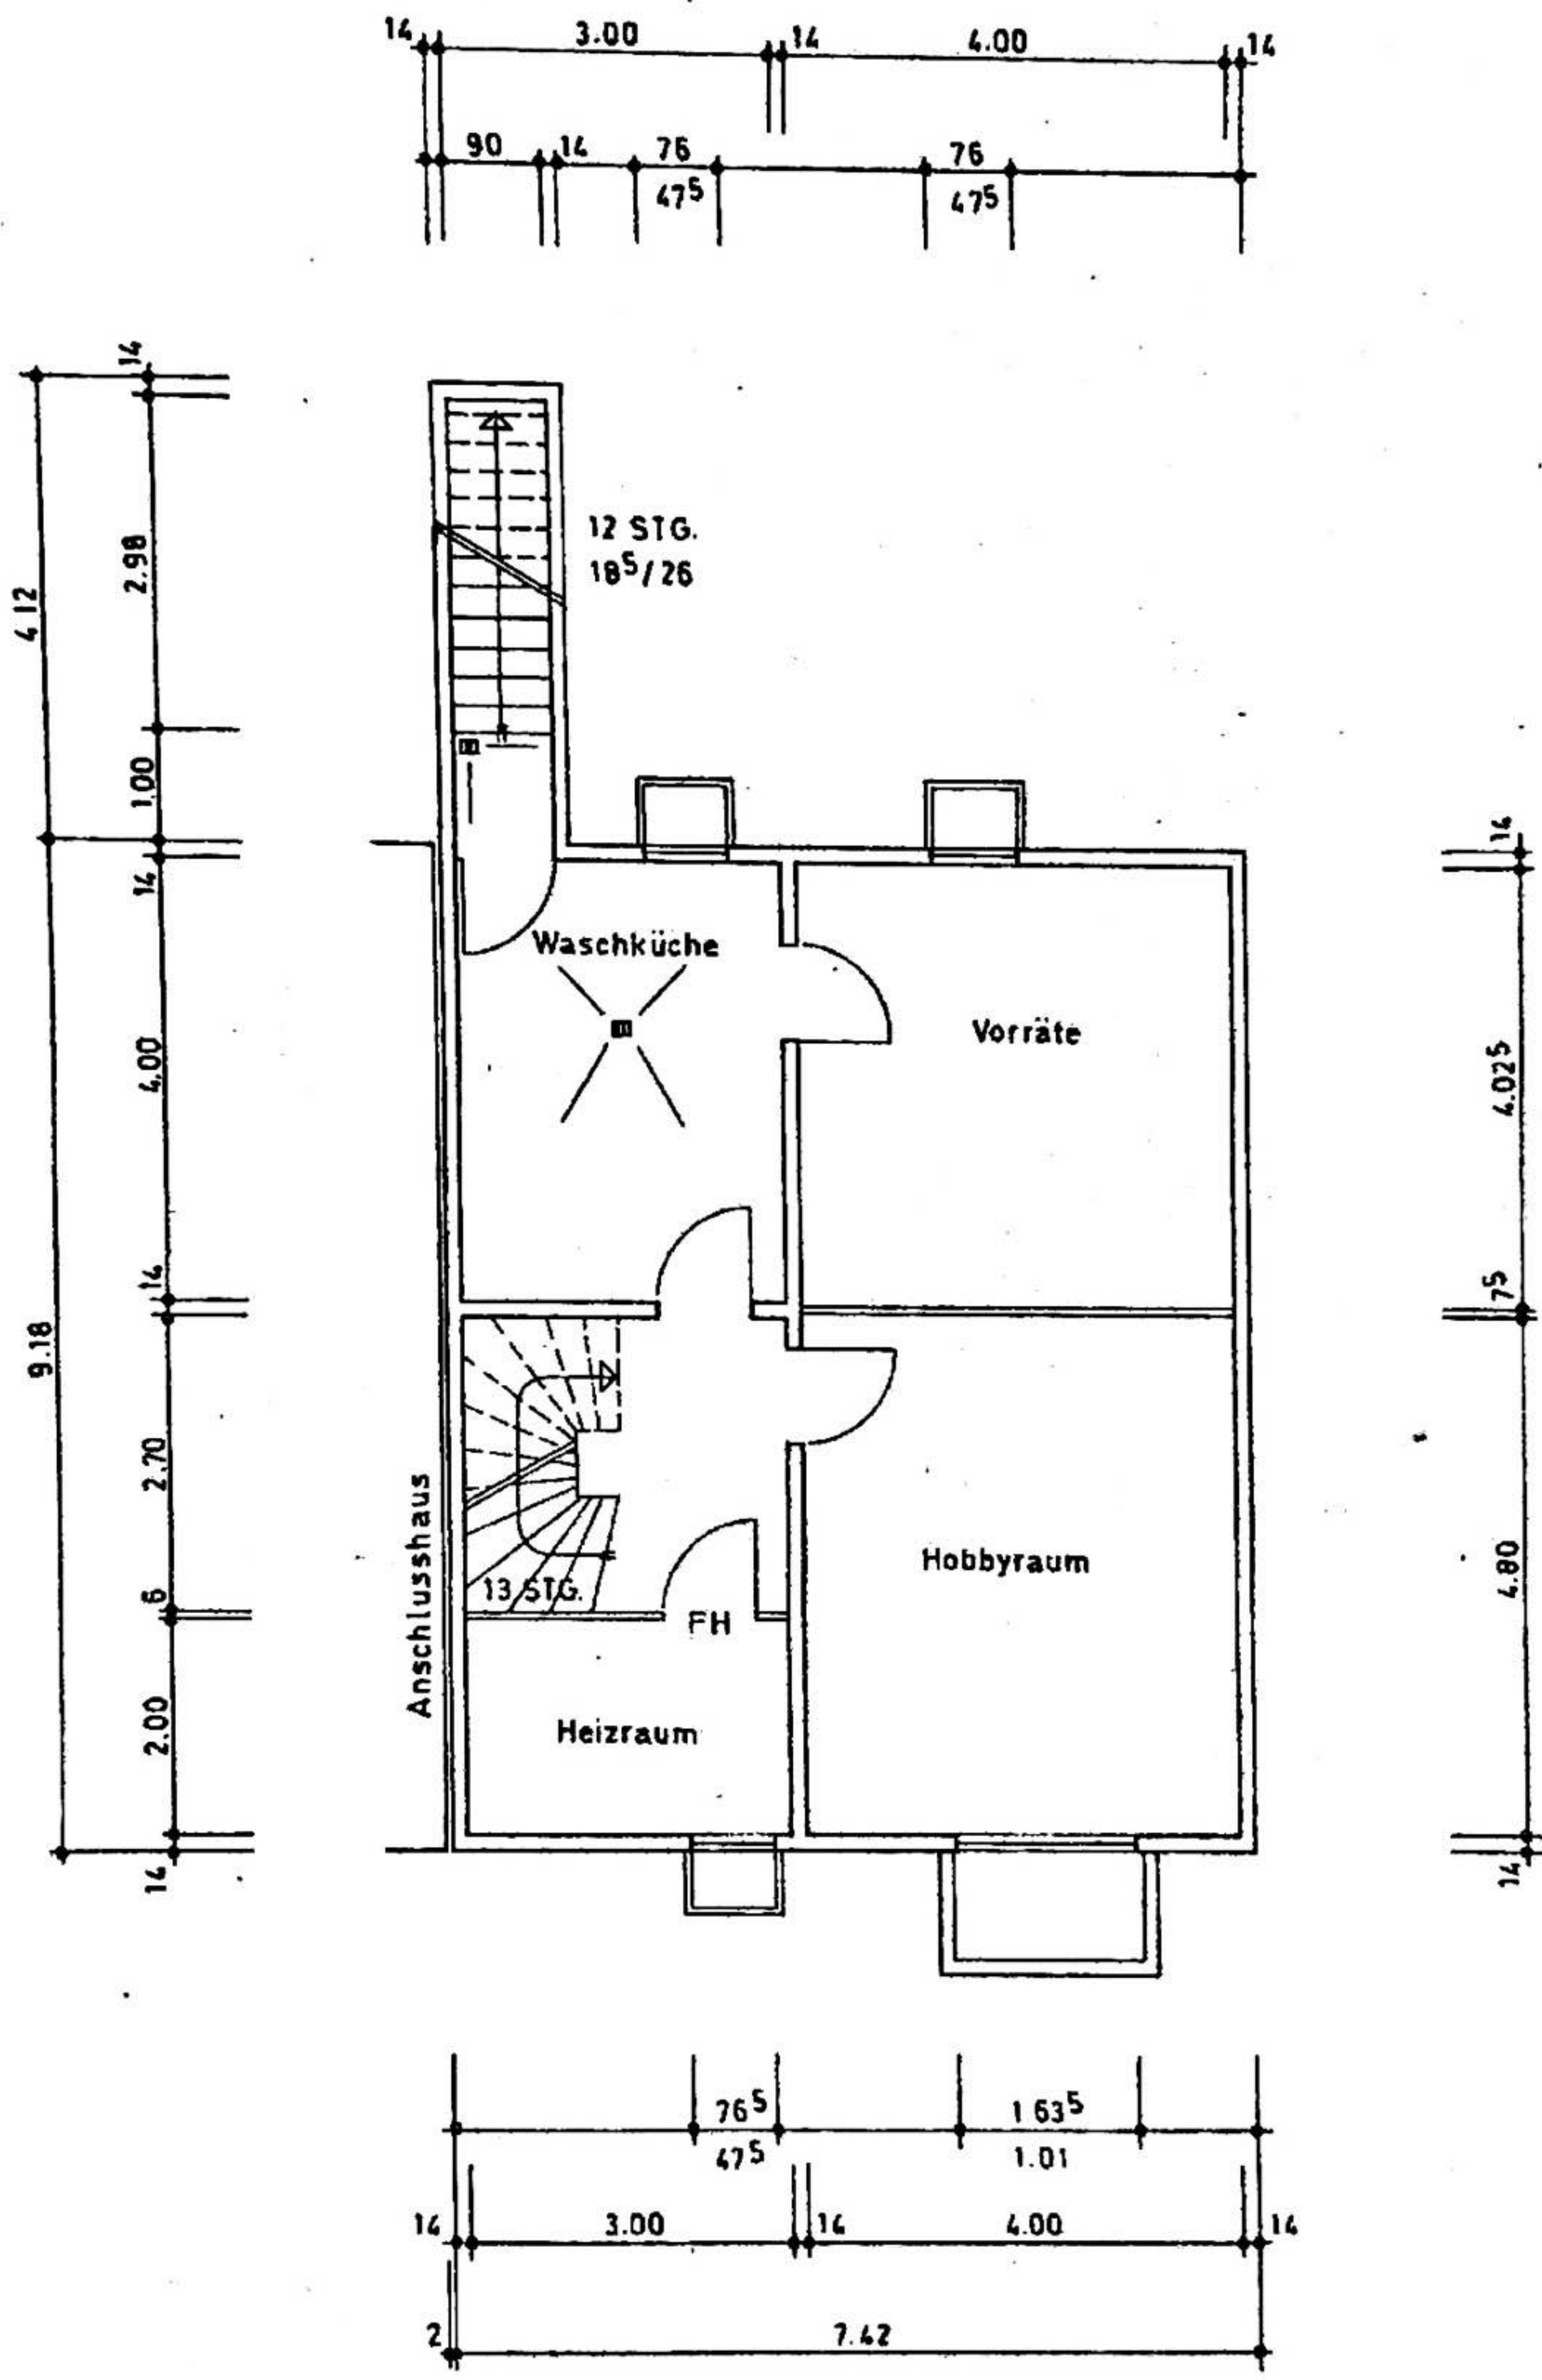 14 3.00 14 4.00 14
90 14 76 76
47⁵ 47⁵
14
2.98
4.12
12 STG.
18⁵/26
1.00
14
14
Waschküche
Vorräte
4.00
4.02⁵
14
7⁵
9.18
2.70
Anschlusshaus
Hobbyraum
4.80
13 STG.
6
FH
2.00
Heizraum
14
14
76⁵ 1 63⁵
47⁵ 1.01
14 3.00 14 4.00 14
2 7.42